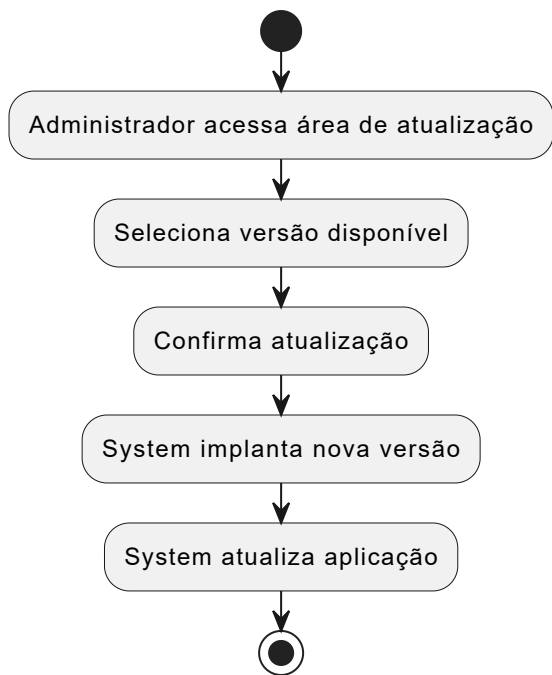 Administrador acessa área de atualização
Seleciona versão disponível
Confirma atualização
System implanta nova versão
System atualiza aplicação